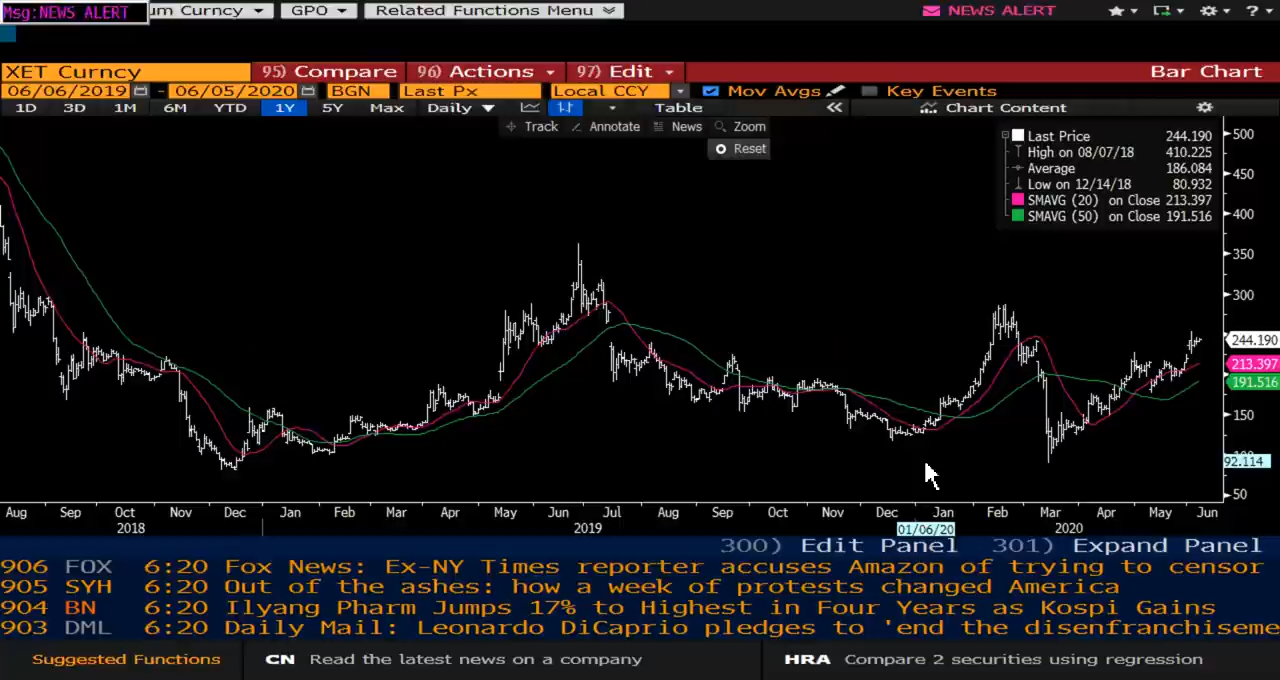 Msg:NEWS ALERT um Curncy GPO Related Functions Menu NEWS ALERT ?
XET Curncy 95) Compare 96) Actions 97) Edit Bar Chart
06/06/2019 - 06/05/2020 BGN Last Px Local CCY Mov Avgs Key Events
1D 3D 1M 6M YTD 1Y 5Y Max Daily Table Chart Content
Track Annotate News Zoom
Reset
Last Price 244.190
High on 08/07/18 410.225
Average 186.084
Low on 12/14/18 80.932
SMAVG (20) on Close 213.397
SMAVG (50) on Close 191.516
500
450
400
350
300
244.190
213.397
191.516
150
92.114
50
Aug Sep Oct Nov Dec Jan Feb Mar Apr May Jun Jul Aug Sep Oct Nov Dec Jan Feb Mar Apr May Jun
2018 2019 01/06/20 2020
300) Edit Panel 301) Expand Panel
906 FOX 6:20 Fox News: Ex-NY Times reporter accuses Amazon of trying to censor
905 SYH 6:20 Out of the ashes: how a week of protests changed America
904 BN 6:20 Ilyang Pharm Jumps 17% to Highest in Four Years as Kospi Gains
903 DML 6:20 Daily Mail: Leonardo DiCaprio pledges to 'end the disenfranchiseme
Suggested Functions CN Read the latest news on a company HRA Compare 2 securities using regression